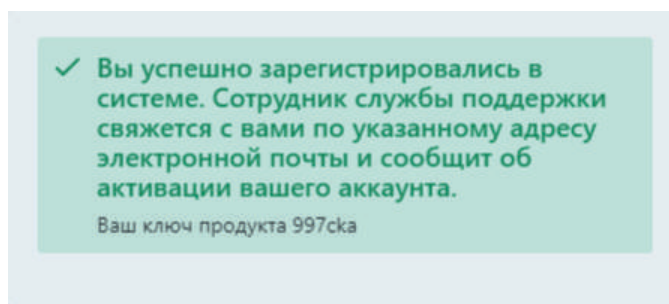 Вы успешно зарегистрировались в
системе. Сотрудник службы поддержки
свяжется с вами по указанному адресу
электронной почты и сообщит об
активации вашего аккаунта.
Ваш ключ продукта 997cka